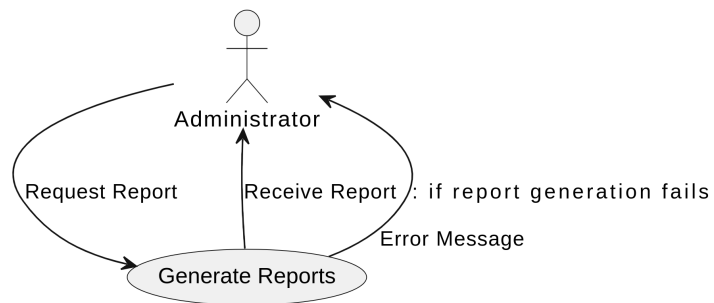 Administrator
Request Report
Receive Report : if report generation fails
Error Message
Generate Reports